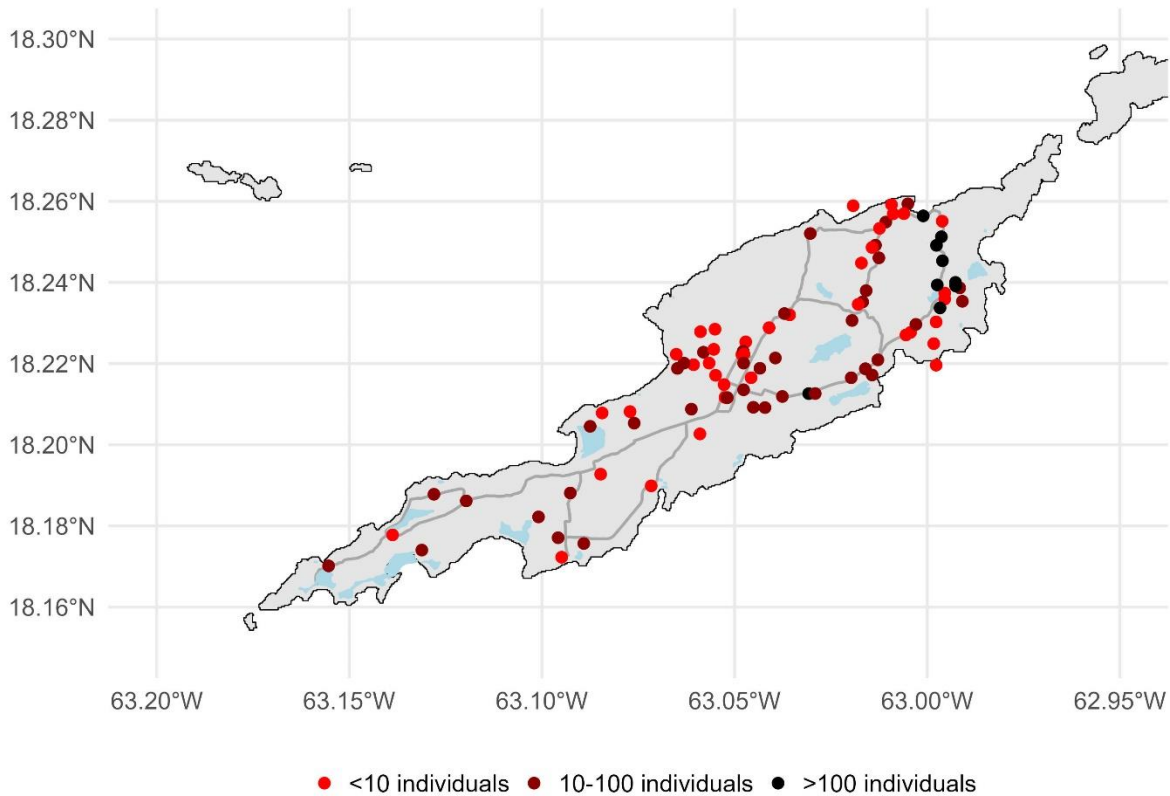 18.30°N
18.28°N
18.26°N
18.24°N
18.22°N
18.20°N
18.18°N
18.16°N
63.20°W 63.15°W 63.10°W 63.05°W 63.00°W 62.95°W
<10 individuals 10-100 individuals >100 individuals